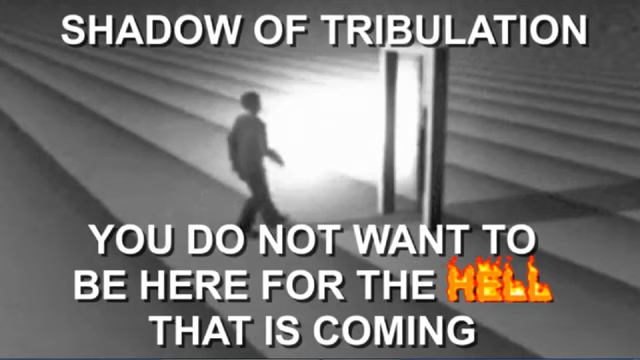 SHADOW OF TRIBULATION
YOU DO NOT WANT TO
BE HERE FOR THE HELL
THAT IS COMING